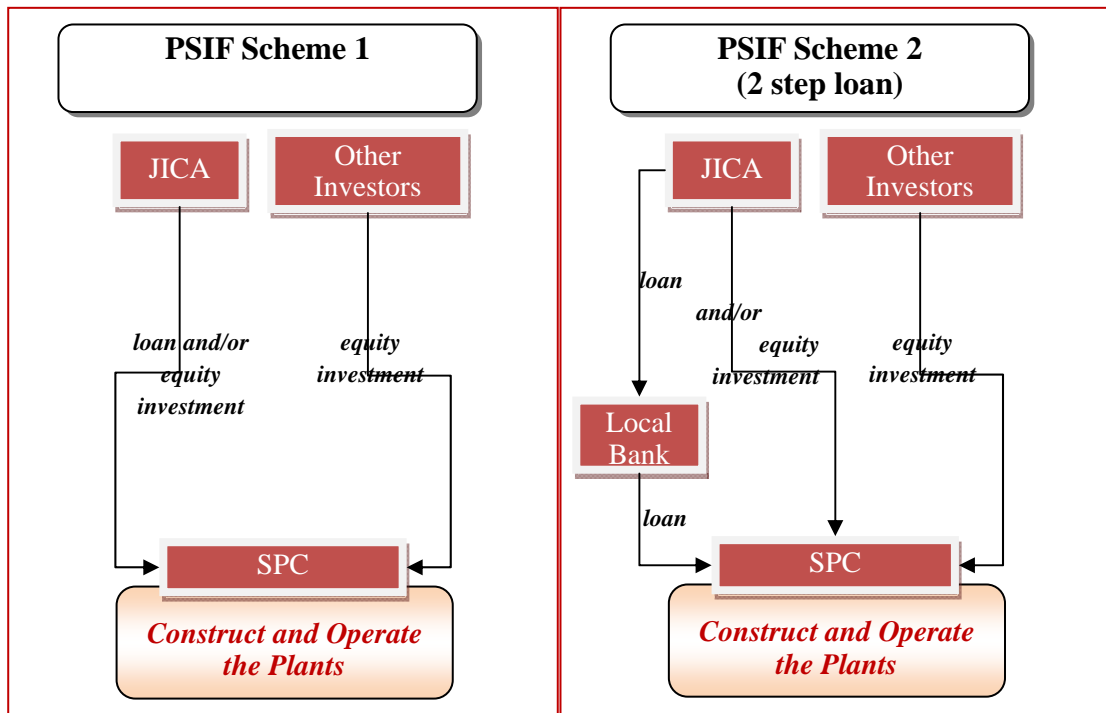 PSIF Scheme 1
JICA
Other
Investors
loan and/or
equity
investment
equity
investment
SPC
Construct and Operate
the Plants
PSIF Scheme 2
(2 step loan)
JICA
Other
Investors
loan
and/or
equity
investment
equity
investment
Local
Bank
loan
SPC
Construct and Operate
the Plants